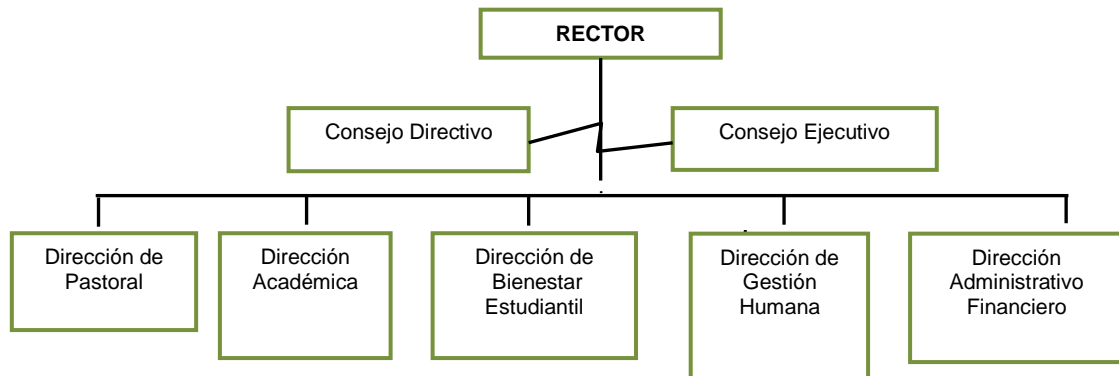 RECTOR
Consejo Directivo
Consejo Ejecutivo
Dirección de
Pastoral
Dirección
Académica
Dirección de
Bienestar
Estudiantil
Dirección de
Gestión
Humana
Dirección
Administrativo
Financiero